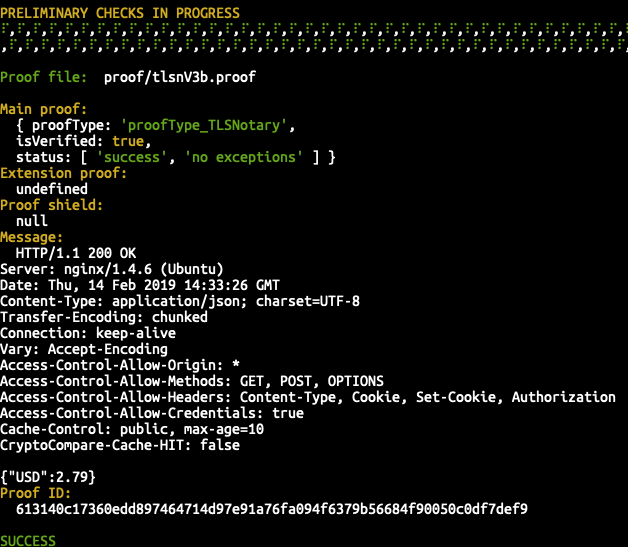 PRELIMINARY CHECKS IN PROGRESS
Proof file: proof/tlsnV3b.proof
Main proof:
{ proofType: 'proofType_TLSNotary',
isVerified: true,
status: [ 'success', 'no exceptions' ] }
Extension proof:
undefined
Proof shield:
null
Message:
HTTP/1.1 200 OK
Server: nginx/1.4.6 (Ubuntu)
Date: Thu, 14 Feb 2019 14:33:26 GMT
Content-Type: application/json; charset=UTF-8
Transfer-Encoding: chunked
Connection: keep-alive
Vary: Accept-Encoding
Access-Control-Allow-Origin: *
Access-Control-Allow-Methods: GET, POST, OPTIONS
Access-Control-Allow-Headers: Content-Type, Cookie, Set-Cookie, Authorization
Access-Control-Allow-Credentials: true
Cache-Control: public, max-age=10
CryptoCompare-Cache-HIT: false
{"USD":2.79}
Proof ID:
613140c17360edd897464714d97e91a76fa094f6379b56684f90050c0df7def9
SUCCESS